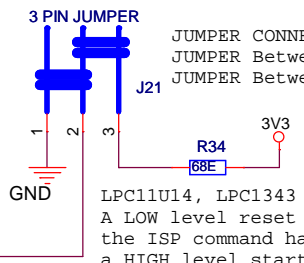 3 PIN JUMPER
JUMPER CONNE
JUMPER Betwe
JUMPER Betwe
J21
1
2
3
3V3
R34
68E
GND
LPC11U14, LPC1343
A LOW level reset
the ISP command ha
a HIGH level start